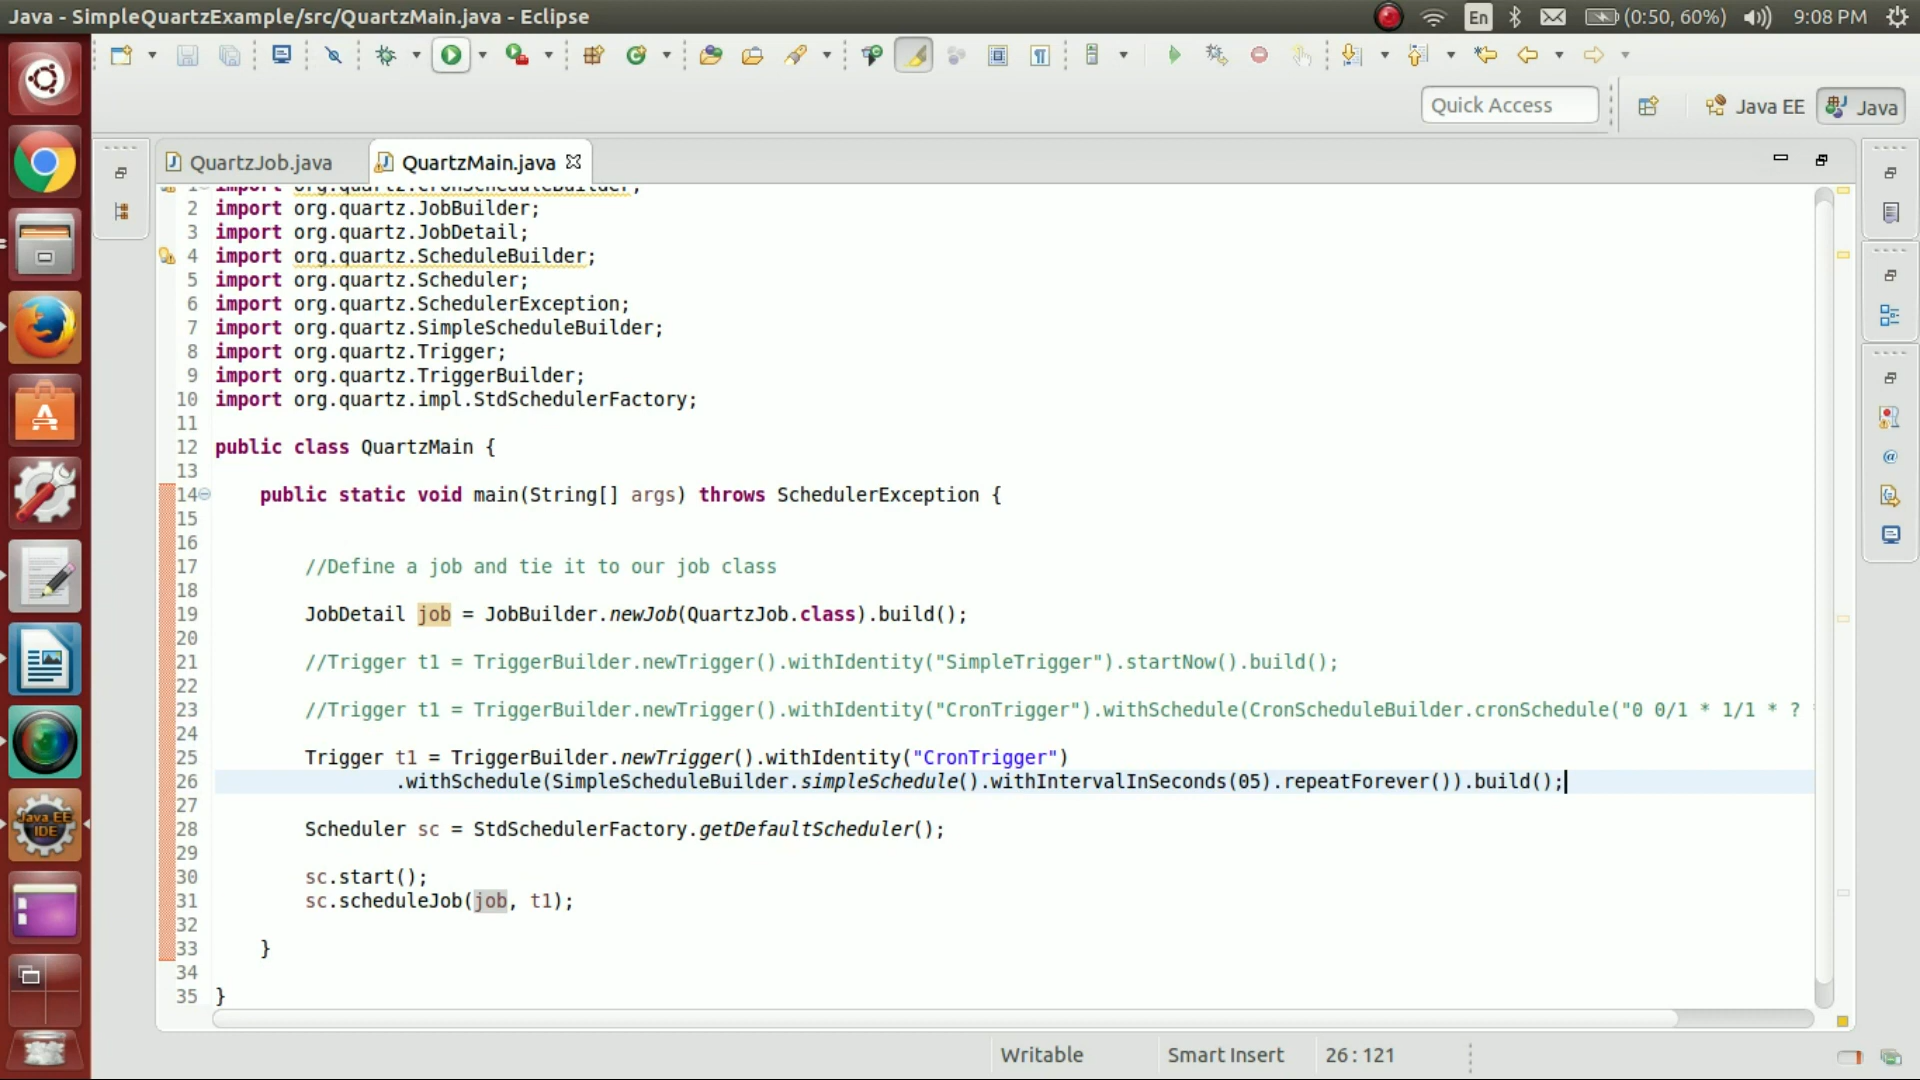 Java - SimpleQuartzExample/src/QuartzMain.java - Eclipse
En (0:50, 60%) 9:08 PM
Quick Access Java EE Java
QuartzJob.java QuartzMain.java
1 import org.quartz.CronScheduleBuilder;
2 import org.quartz.JobBuilder;
3 import org.quartz.JobDetail;
4 import org.quartz.ScheduleBuilder;
5 import org.quartz.Scheduler;
6 import org.quartz.SchedulerException;
7 import org.quartz.SimpleScheduleBuilder;
8 import org.quartz.Trigger;
9 import org.quartz.TriggerBuilder;
10 import org.quartz.impl.StdSchedulerFactory;
11
12 public class QuartzMain {
13
14 public static void main(String[] args) throws SchedulerException {
15
16
17 //Define a job and tie it to our job class
18
19 JobDetail job = JobBuilder.newJob(QuartzJob.class).build();
20
21 //Trigger t1 = TriggerBuilder.newTrigger().withIdentity("SimpleTrigger").startNow().build();
22
23 //Trigger t1 = TriggerBuilder.newTrigger().withIdentity("CronTrigger").withSchedule(CronScheduleBuilder.cronSchedule("0 0/1 * 1/1 * ?
24
25 Trigger t1 = TriggerBuilder.newTrigger().withIdentity("CronTrigger")
26 .withSchedule(SimpleScheduleBuilder.simpleSchedule().withIntervalInSeconds(05).repeatForever()).build();
27
28 Scheduler sc = StdSchedulerFactory.getDefaultScheduler();
29
30 sc.start();
31 sc.scheduleJob(job, t1);
32
33 }
34
35 }
Java EE
IDE
Writable Smart Insert 26 : 121